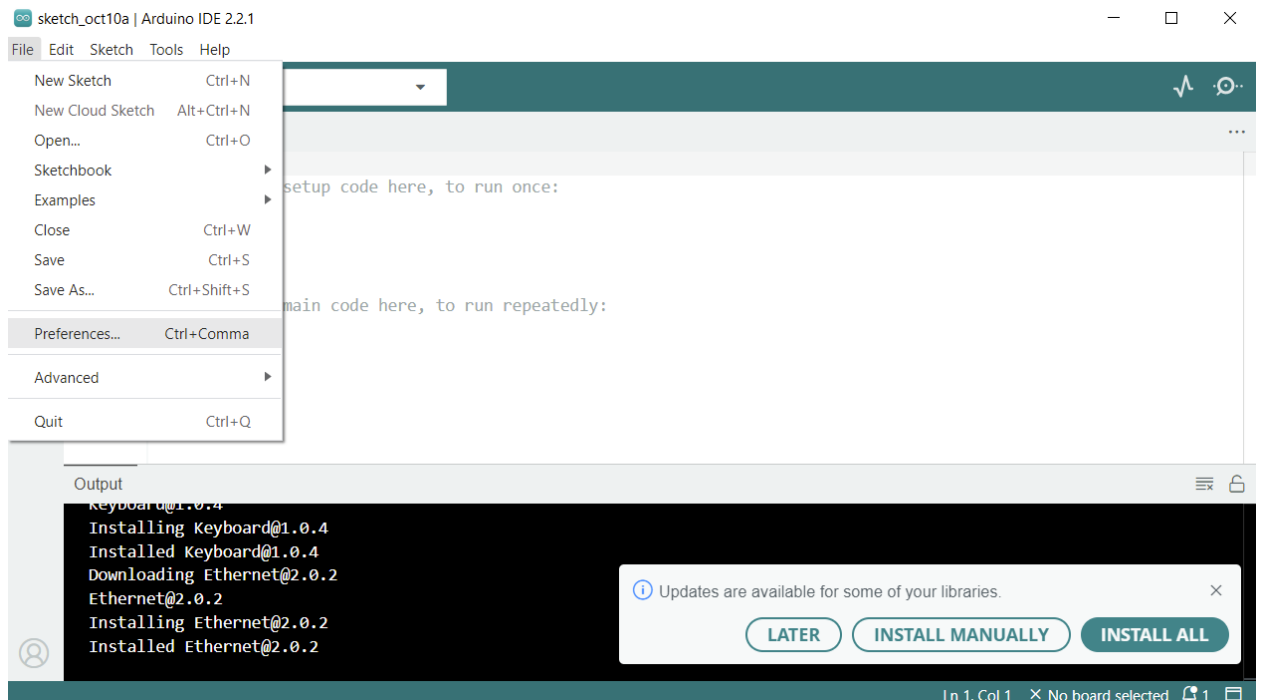 sketch_oct10a | Arduino IDE 2.2.1
File Edit Sketch Tools Help
New Sketch Ctrl+N
New Cloud Sketch Alt+Ctrl+N
Open... Ctrl+O
Sketchbook
Examples
Close Ctrl+W
Save Ctrl+S
Save As... Ctrl+Shift+S
Preferences... Ctrl+Comma
Advanced
Quit Ctrl+Q
setup code here, to run once:
main code here, to run repeatedly:
Output
Keyboard@1.0.4
Installing Keyboard@1.0.4
Installed Keyboard@1.0.4
Downloading Ethernet@2.0.2
Ethernet@2.0.2
Installing Ethernet@2.0.2
Installed Ethernet@2.0.2
Updates are available for some of your libraries.
LATER INSTALL MANUALLY INSTALL ALL
Ln 1, Col 1 No board selected 1